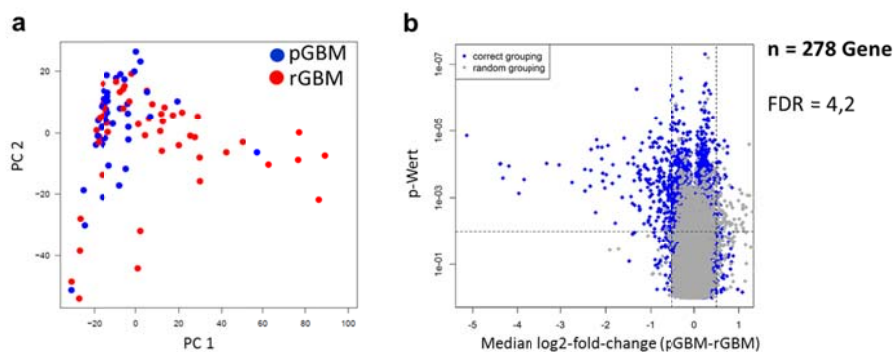 a
pGBM
rGBM
PC 2
20
0
−20
−40
−20
0
20
40
60
80
100
PC 1
b
correct grouping
random grouping
p-Wert
1e-07
1e-05
1e-03
1e-01
-5
-4
-3
-2
-1
0
1
Median log2-fold-change (pGBM-rGBM)
n = 278 Gene
FDR = 4,2